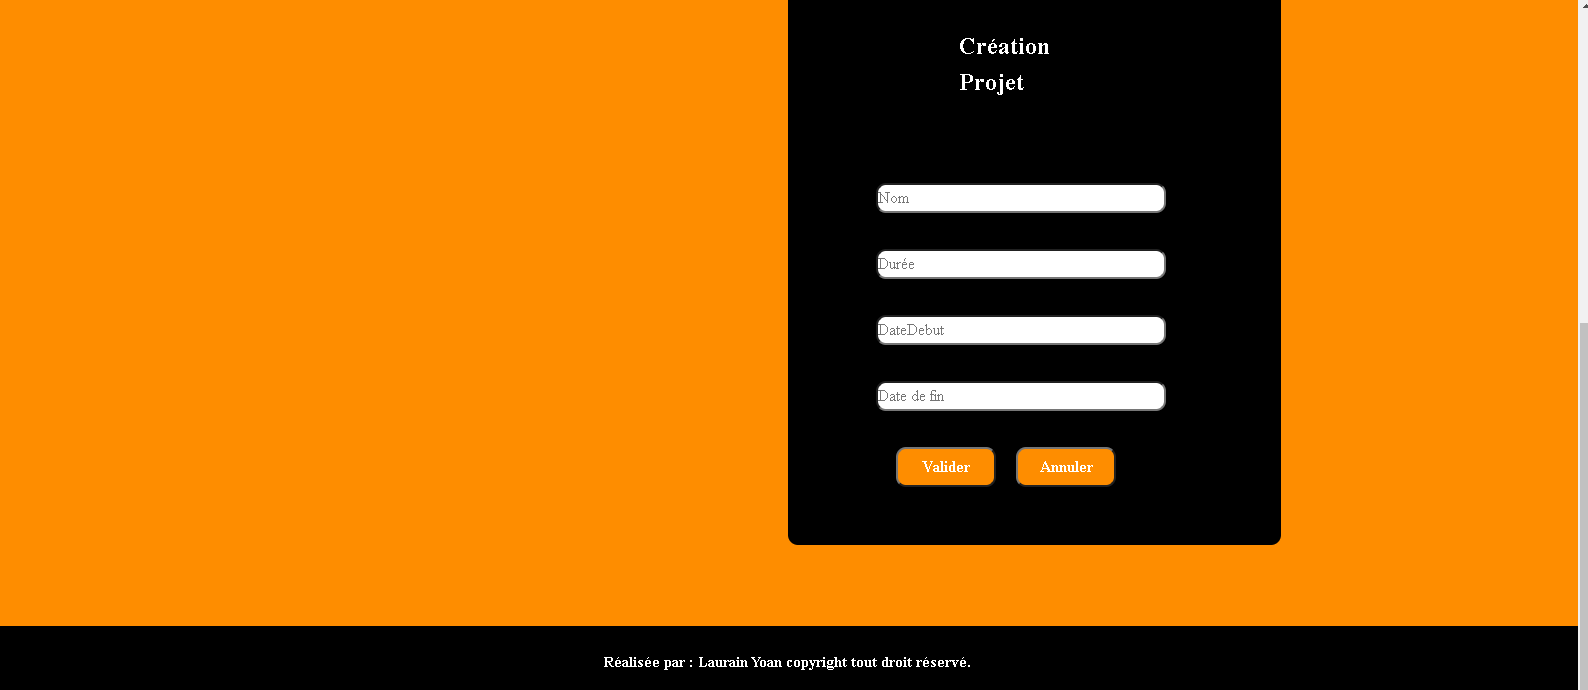 Création
Projet
Nom
Durée
DateDebut
Date de fin
Valider Annuler
Réalisée par : Laurain Yoan copyright tout droit réservé.